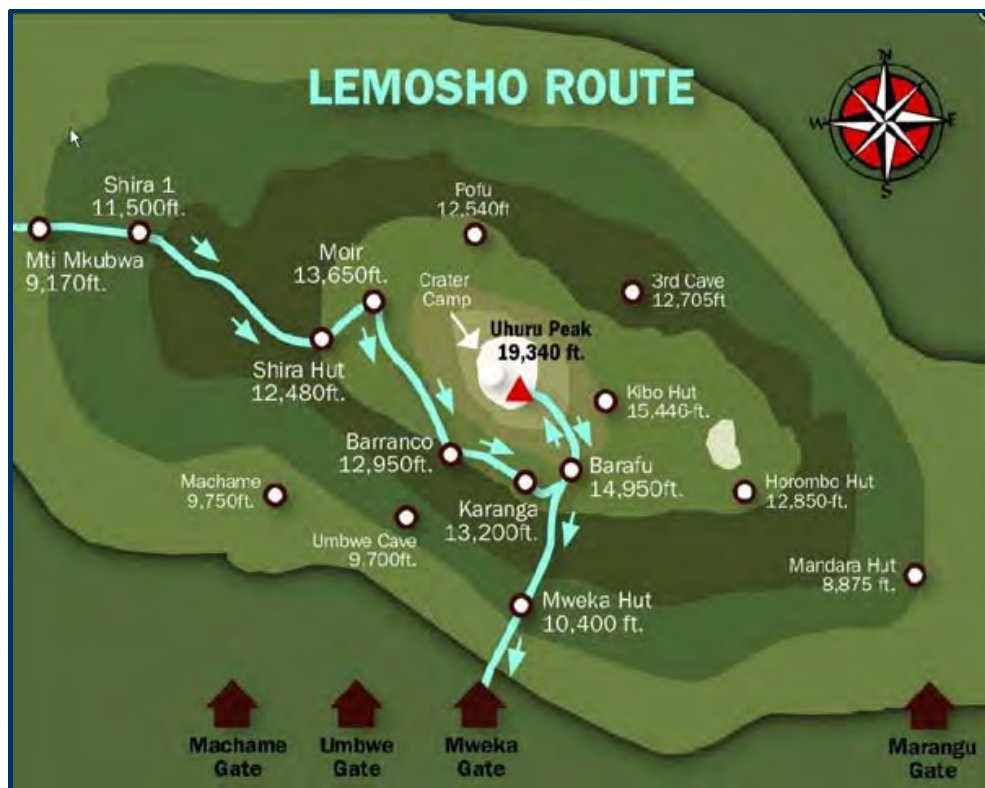 LEMOSHO ROUTE
N
W
E
S
Shira 1
11,500ft.
Mti Mkubwa
9,170ft.
Pofu
12,540ft
Moir
13,650ft.
Crater
Camp
3rd Cave
12,705ft
Uhuru Peak
19,340 ft.
Shira Hut
12,480ft.
Kibo Hut
15,446-ft.
Barranco
12,950ft.
Barafu
14,950ft.
Machame
9,750ft.
Horombo Hut
12,850-ft.
Karanga
13,200ft.
Umbwe Cave
9,700ft.
Mandara Hut
8,875 ft.
Mweka Hut
10,400 ft.
Machame
Gate
Umbwe
Gate
Mweka
Gate
Marangu
Gate